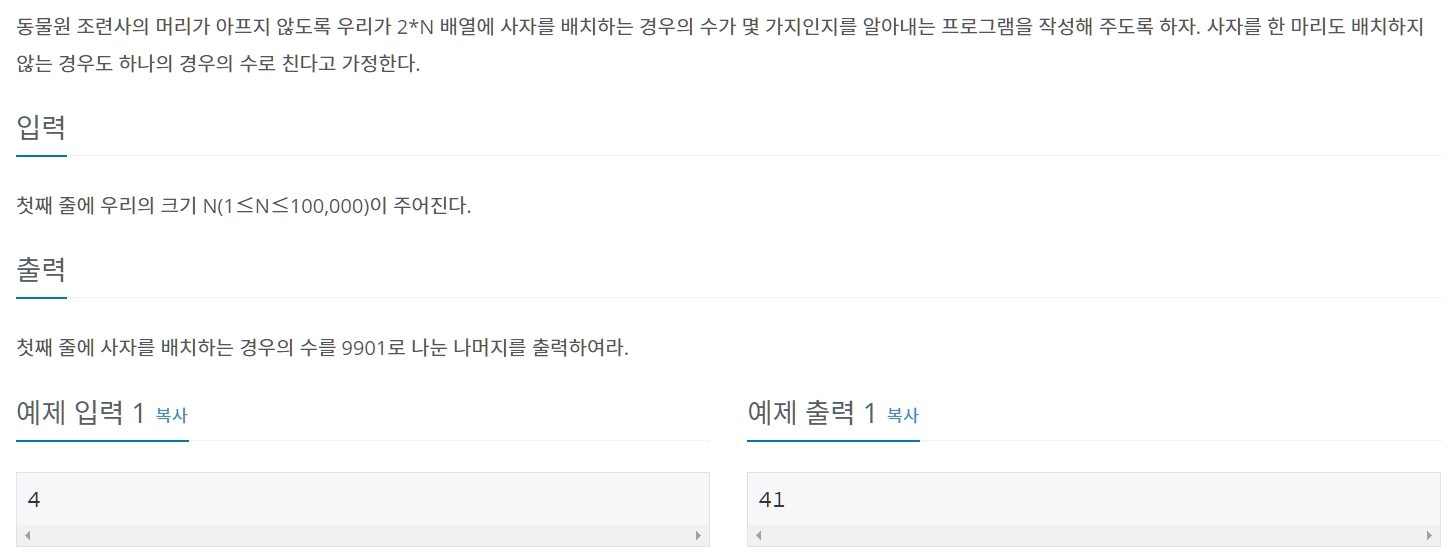 동물원 조련사의 머리가 아프지 않도록 우리가 2*N 배열에 사자를 배치하는 경우의 수가 몇 가지인지를 알아내는 프로그램을 작성해 주도록 하자. 사자를 한 마리도 배치하지
않는 경우도 하나의 경우의 수로 친다고 가정한다.
입력
첫째 줄에 우리의 크기 N(1≤N≤100,000)이 주어진다.
출력
첫째 줄에 사자를 배치하는 경우의 수를 9901로 나눈 나머지를 출력하여라.
예제 입력 1 복사
4
예제 출력 1 복사
41